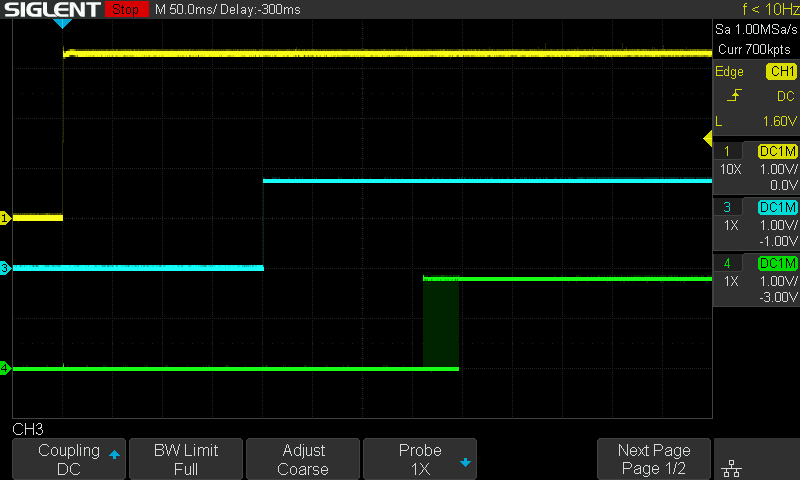 SIGLENT Stop M 50.0ms/ Delay:-300ms f < 10Hz
Sa 1.00MSa/s
Curr 700kpts
Edge CH1
DC
L 1.60V
1 DC1M
10X 1.00V/
0.0V
3 DC1M
1X 1.00V/
-1.00V
4 DC1M
1X 1.00V/
-3.00V
1
3
4
CH3
Coupling
DC
BW Limit
Full
Adjust
Coarse
Probe
1X
Next Page
Page 1/2